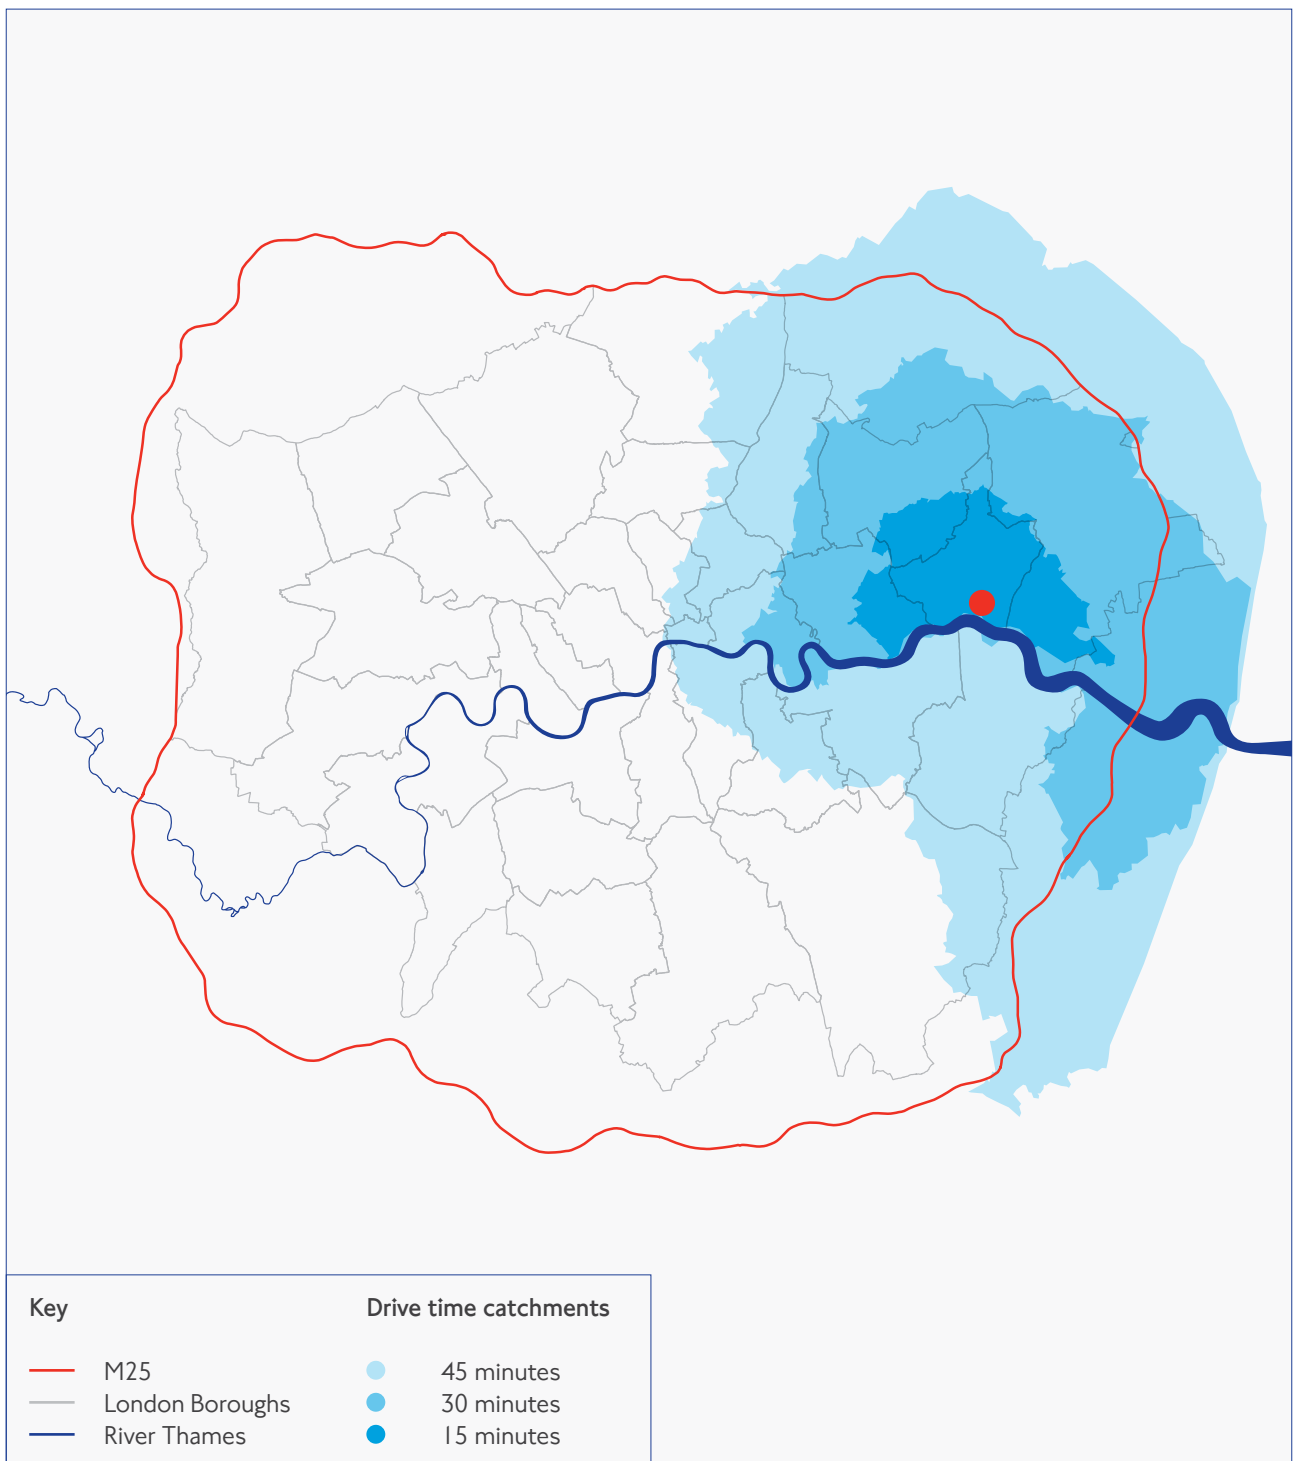 Key
Drive time catchments
M25
45 minutes
London Boroughs
30 minutes
River Thames
15 minutes